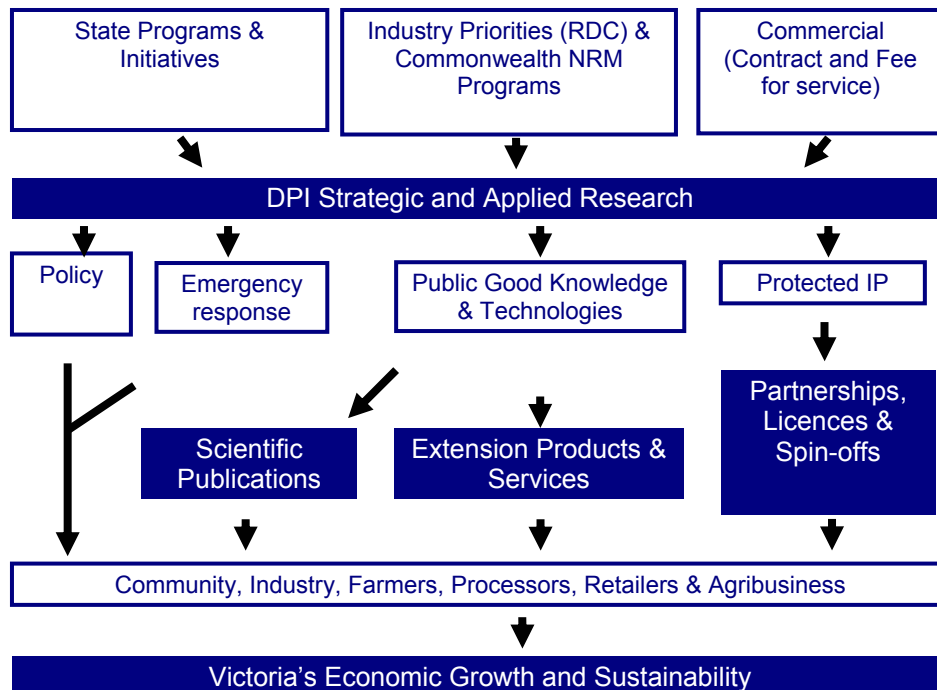 State Programs &
Initiatives
Industry Priorities (RDC) &
Commonwealth NRM
Programs
Commercial
(Contract and Fee
for service)
DPI Strategic and Applied Research
Policy
Emergency
response
Public Good Knowledge
& Technologies
Protected IP
Partnerships,
Licences &
Spin-offs
Scientific
Publications
Extension Products &
Services
Community, Industry, Farmers, Processors, Retailers & Agribusiness
Victoria's Economic Growth and Sustainability